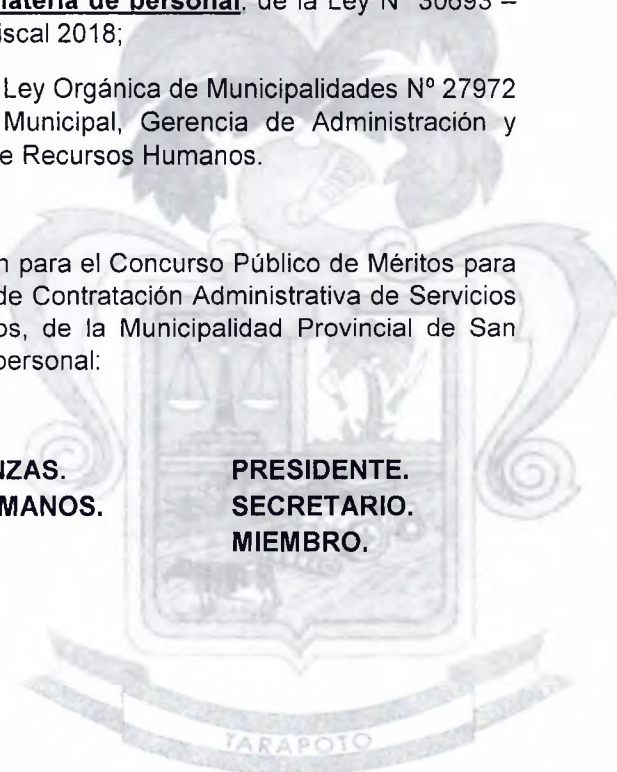 materia de personal, de la Ley N° 30693 –
iscal 2018;
Ley Orgánica de Municipalidades Nº 27972
Municipal, Gerencia de Administración y
e Recursos Humanos.
n para el Concurso Público de Méritos para
de Contratación Administrativa de Servicios
os, de la Municipalidad Provincial de San
personal:
NZAS. PRESIDENTE.
MANOS. SECRETARIO.
MIEMBRO.
TARAPOTO